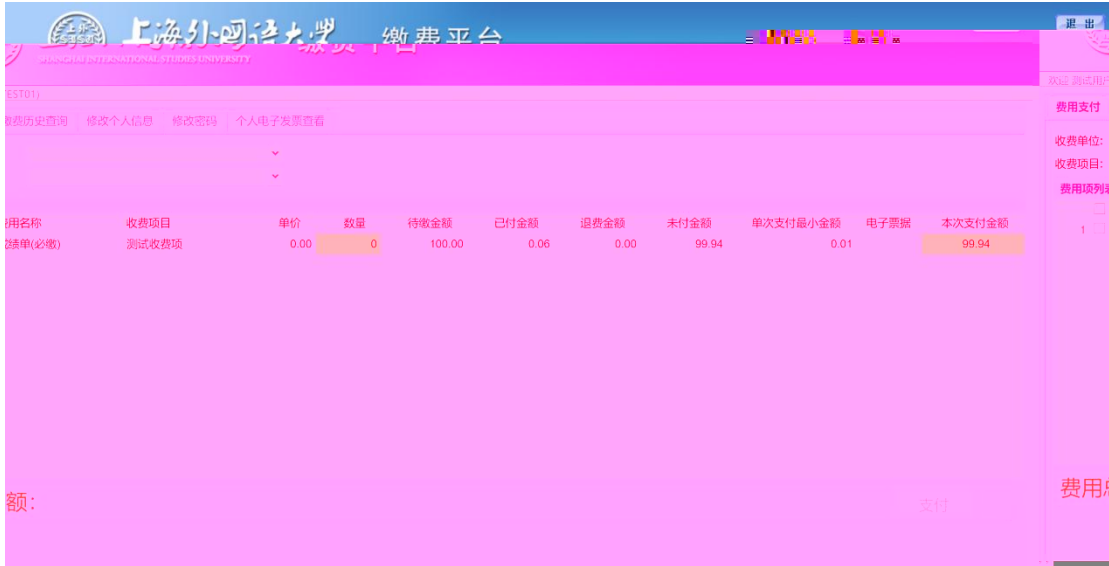 上海外国语大学 缴费平台
退 出
SHANGHAI INTERNATIONAL STUDIES UNIVERSITY
欢迎 测试用户
EST01)
费用支付
缴费历史查询 修改个人信息 修改密码 个人电子发票查看
收费单位:
收费项目:
费用项列表
费用名称 收费项目 单价 数量 待缴金额 已付金额 退费金额 未付金额 单次支付最小金额 电子票据 本次支付金额
成绩单(必缴) 测试收费项 0.00 0 100.00 0.06 0.00 99.94 0.01 99.94
1
额:
支付
费用总